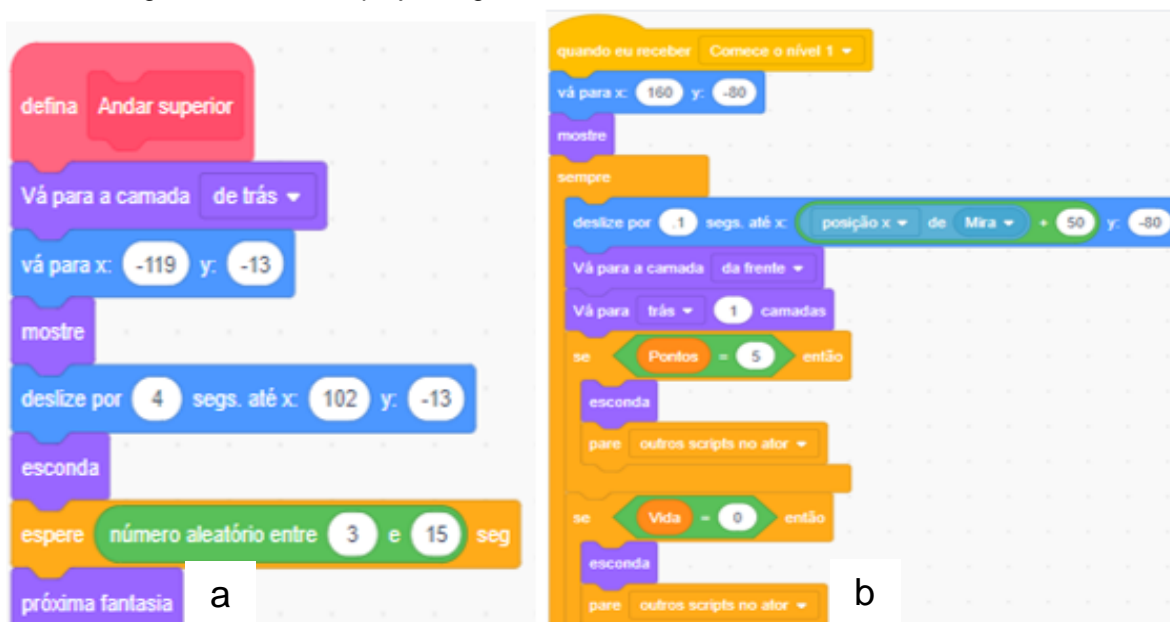 defina Andar superior
Vá para a camada de trás
vá para x: -119 y: -13
mostre
deslize por 4 segs. até x: 102 y: -13
esconda
espere número aleatório entre 3 e 15 seg
próxima fantasia
a
quando eu receber Comece o nível 1
vá para x: 160 y: -80
mostre
sempre
deslize por .1 segs. até x: posição x de Mira + 50 y: -80
Vá para a camada da frente
Vá para trás 1 camadas
se Pontos = 5 então
esconda
pare outros scripts no ator
se Vida = 0 então
esconda
pare outros scripts no ator
b